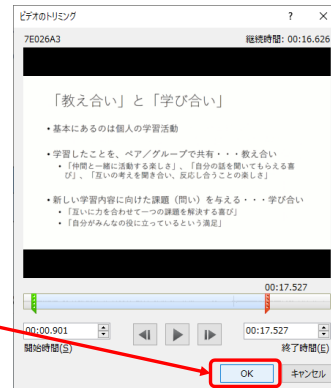 ビデオのトリミング ? ×
7E026A3 継続時間: 00:16.626
「教え合い」と「学び合い」
• 基本にあるのは個人の学習活動
• 学習したことを、ペア／グループで共有・・・教え合い
• 「仲間と一緒に活動する楽しさ」、「自分の話を聞いてもらえる喜
び」、「互いの考えを聞き合い、反応し合うことの楽しさ」
• 新しい学習内容に向けた課題（問い）を与える・・・学び合い
• 「互いに力を合わせて一つの課題を解決する喜び」
• 「自分がみんなの役に立っているという満足」
00:17.527
00:00.901 00:17.527
開始時間(S) 終了時間(E)
OK キャンセル